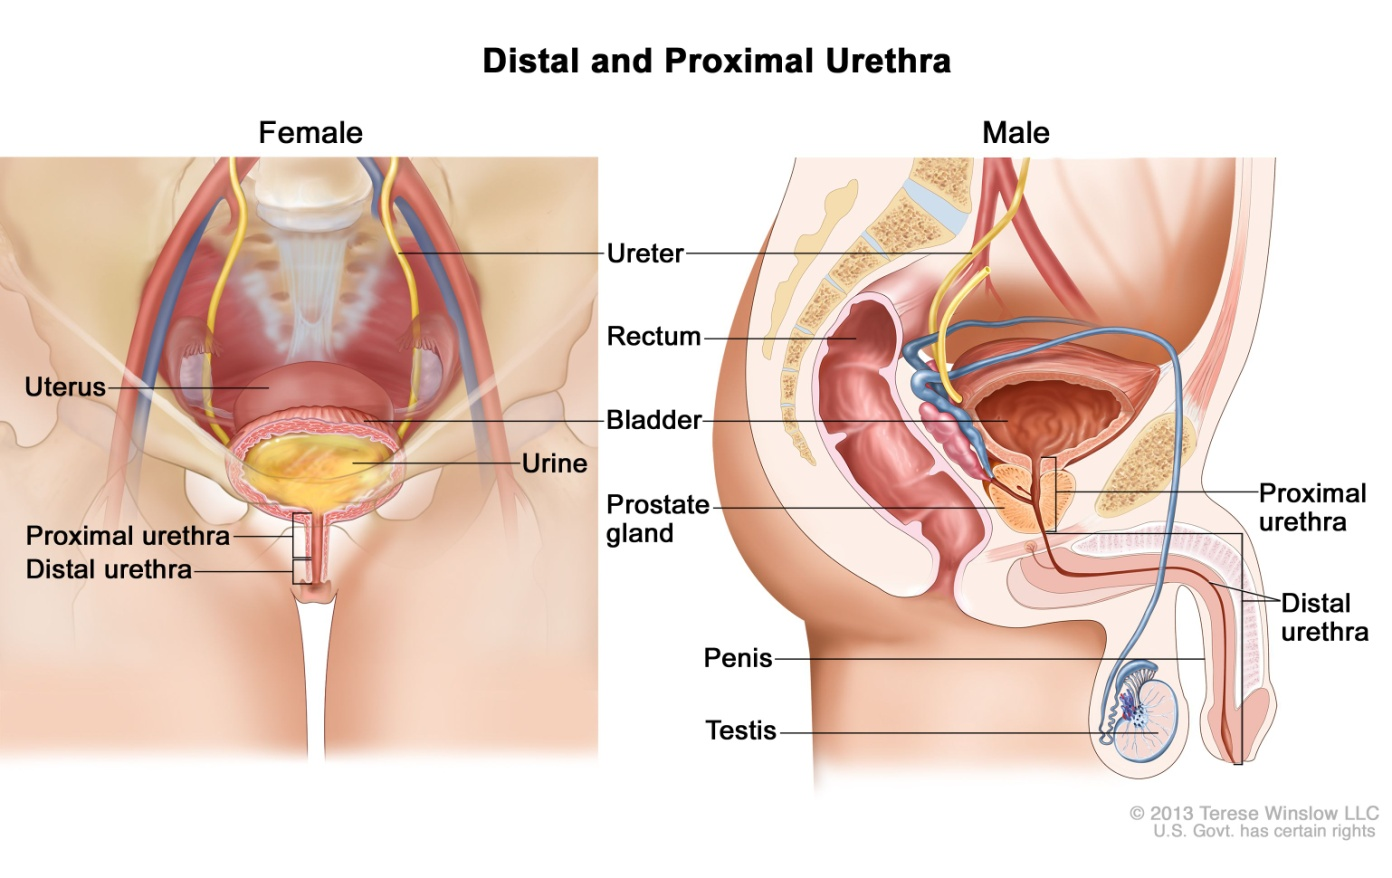 Distal and Proximal Urethra
Female
Male
Ureter
Rectum
Uterus
Bladder
Urine
Prostate
gland
Proximal urethra
Distal urethra
Proximal
urethra
Distal
urethra
Penis
Testis
© 2013 Terese Winslow LLC
U.S. Govt. has certain rights